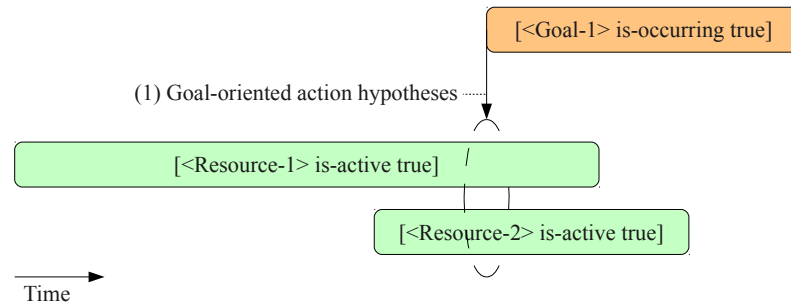 [<Goal-1> is-occurring true]
(1) Goal-oriented action hypotheses
[<Resource-1> is-active true]
[<Resource-2> is-active true]
Time